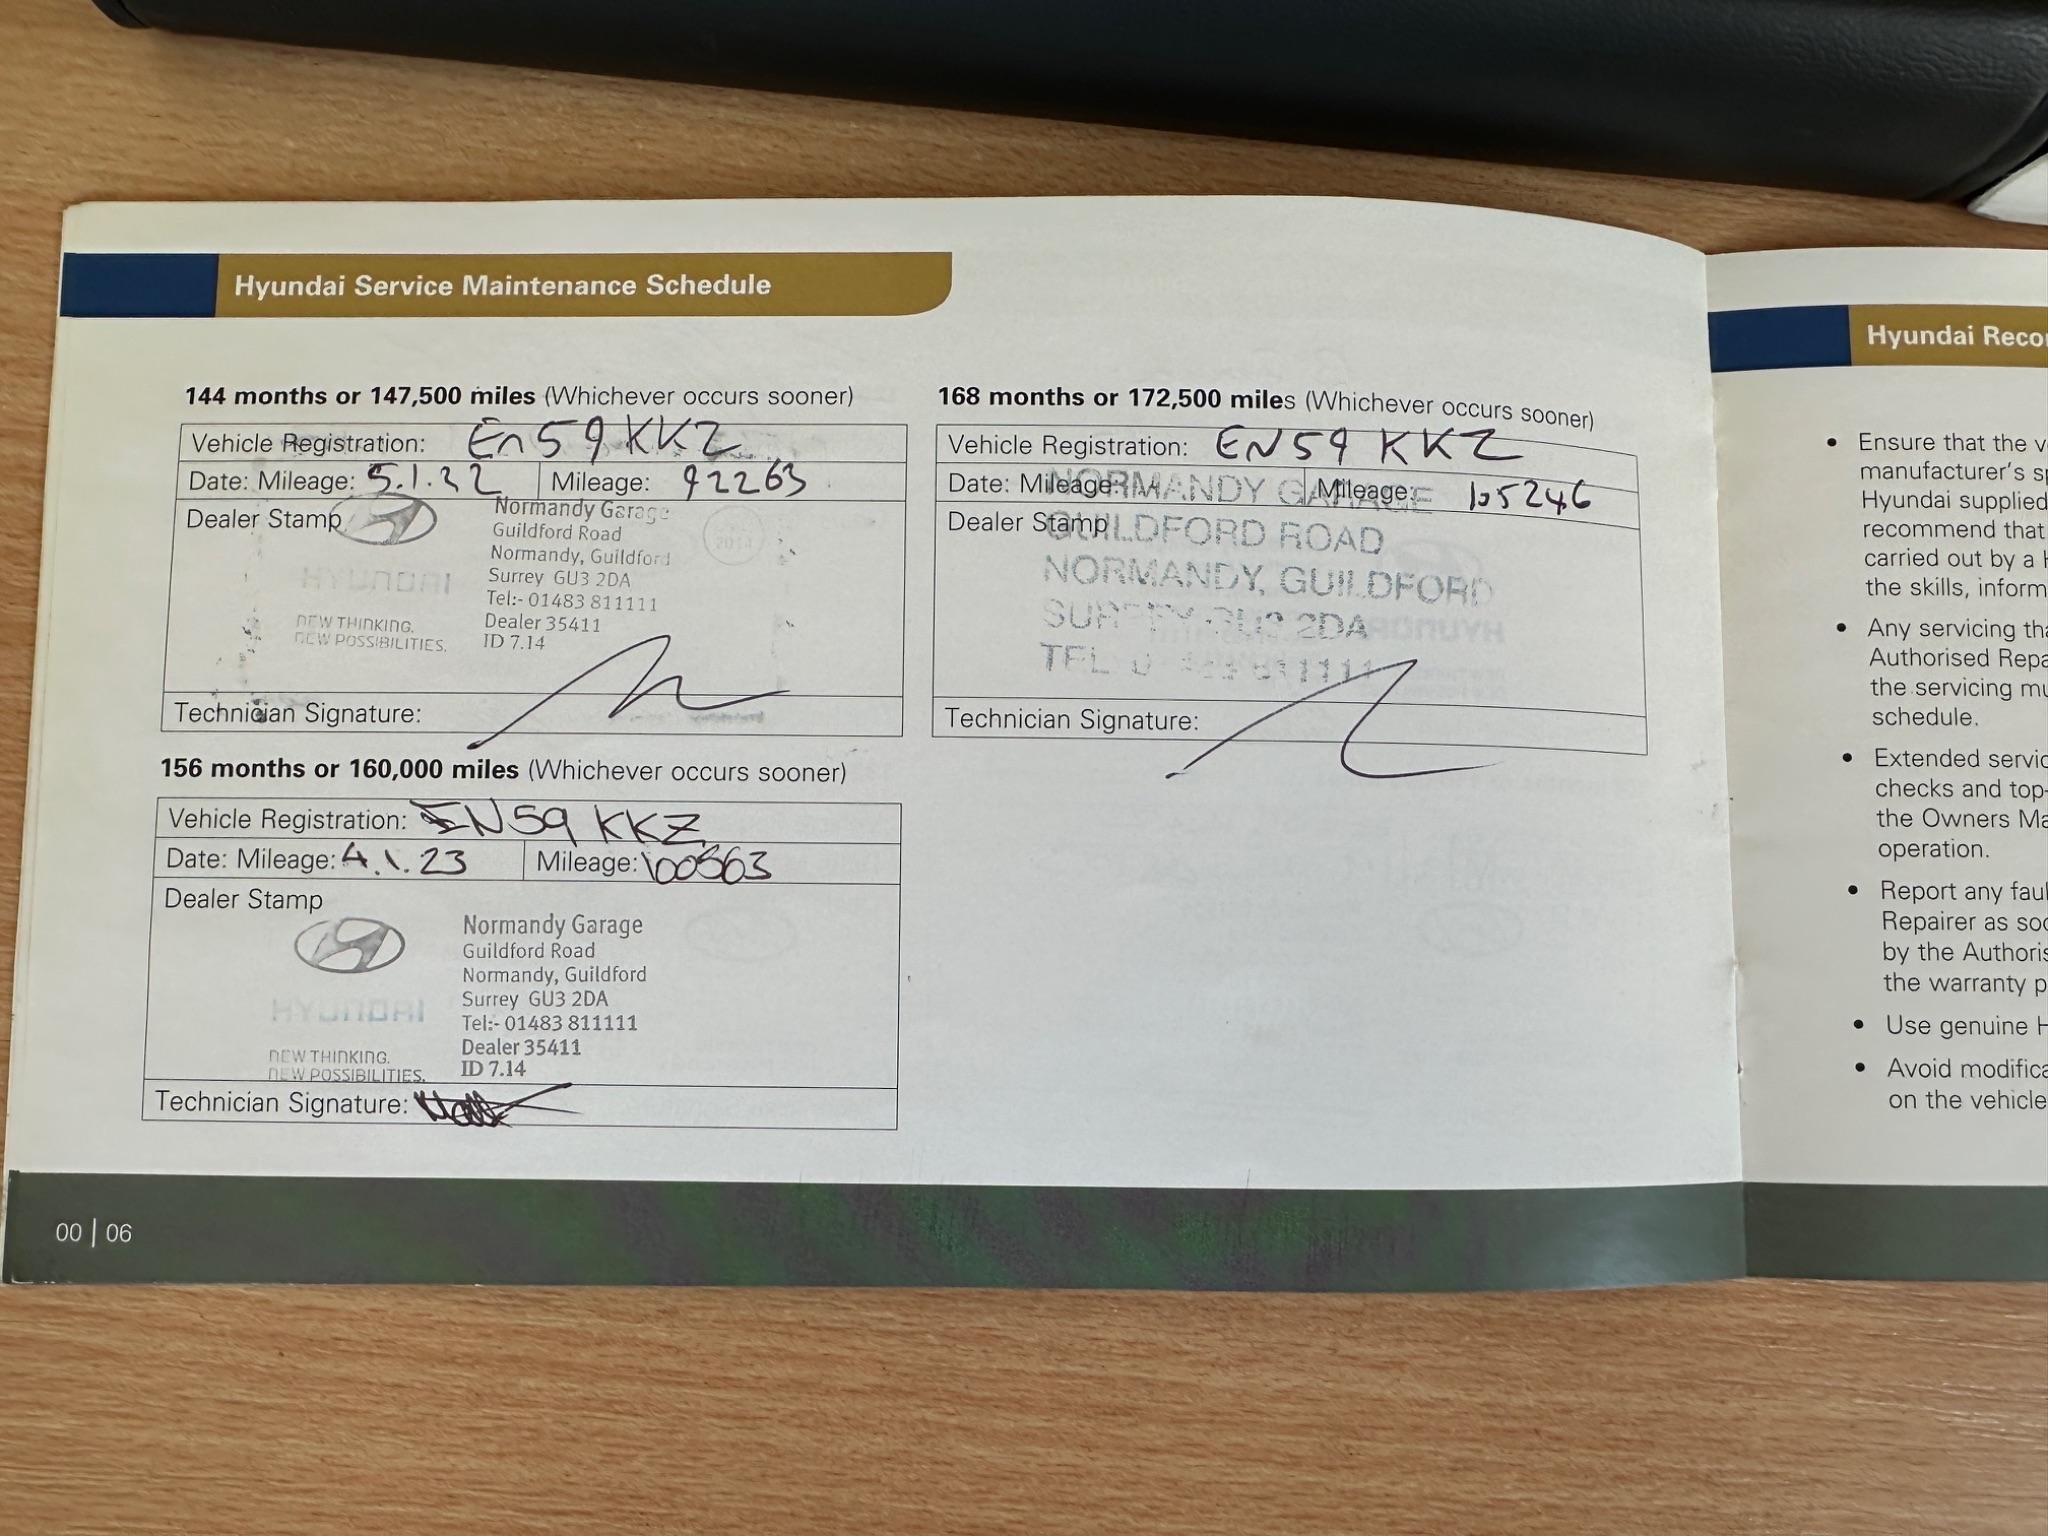 Hyundai Service Maintenance Schedule
144 months or 147,500 miles (Whichever occurs sooner)
Vehicle Registration: En59 KKZ
Date: Mileage: 5.1.22 Mileage: 92263
Dealer Stamp
Normandy Garage
Guildford Road
Normandy, Guildford
Surrey GU3 2DA
Tel:- 01483 811111
Dealer 35411
ID 7.14
HYUNDAI
NEW THINKING.
NEW POSSIBILITIES.
Technician Signature:
156 months or 160,000 miles (Whichever occurs sooner)
Vehicle Registration: EN59 KKZ
Date: Mileage: 4.1.23 Mileage: 100563
Dealer Stamp
Normandy Garage
Guildford Road
Normandy, Guildford
Surrey GU3 2DA
Tel:- 01483 811111
Dealer 35411
ID 7.14
HYUNDAI
NEW THINKING.
NEW POSSIBILITIES.
Technician Signature:
168 months or 172,500 miles (Whichever occurs sooner)
Vehicle Registration: EN59 KKZ
Date: Mileage: Mileage: 105246
Dealer Stamp
NORMANDY GARAGE
GUILDFORD ROAD
NORMANDY, GUILDFORD
SURREY 2DA
TEL
Technician Signature:
00 | 06
Hyundai
Ensure that the
manufacturer's
Hyundai supplied
recommend that
carried out by a
the skills,
Any servicing
Authorised
the servicing
schedule.
Extended
checks and
the Owners
operation.
Report any
Repairer as
by the
the warranty
Use genuine
Avoid
on the vehicle